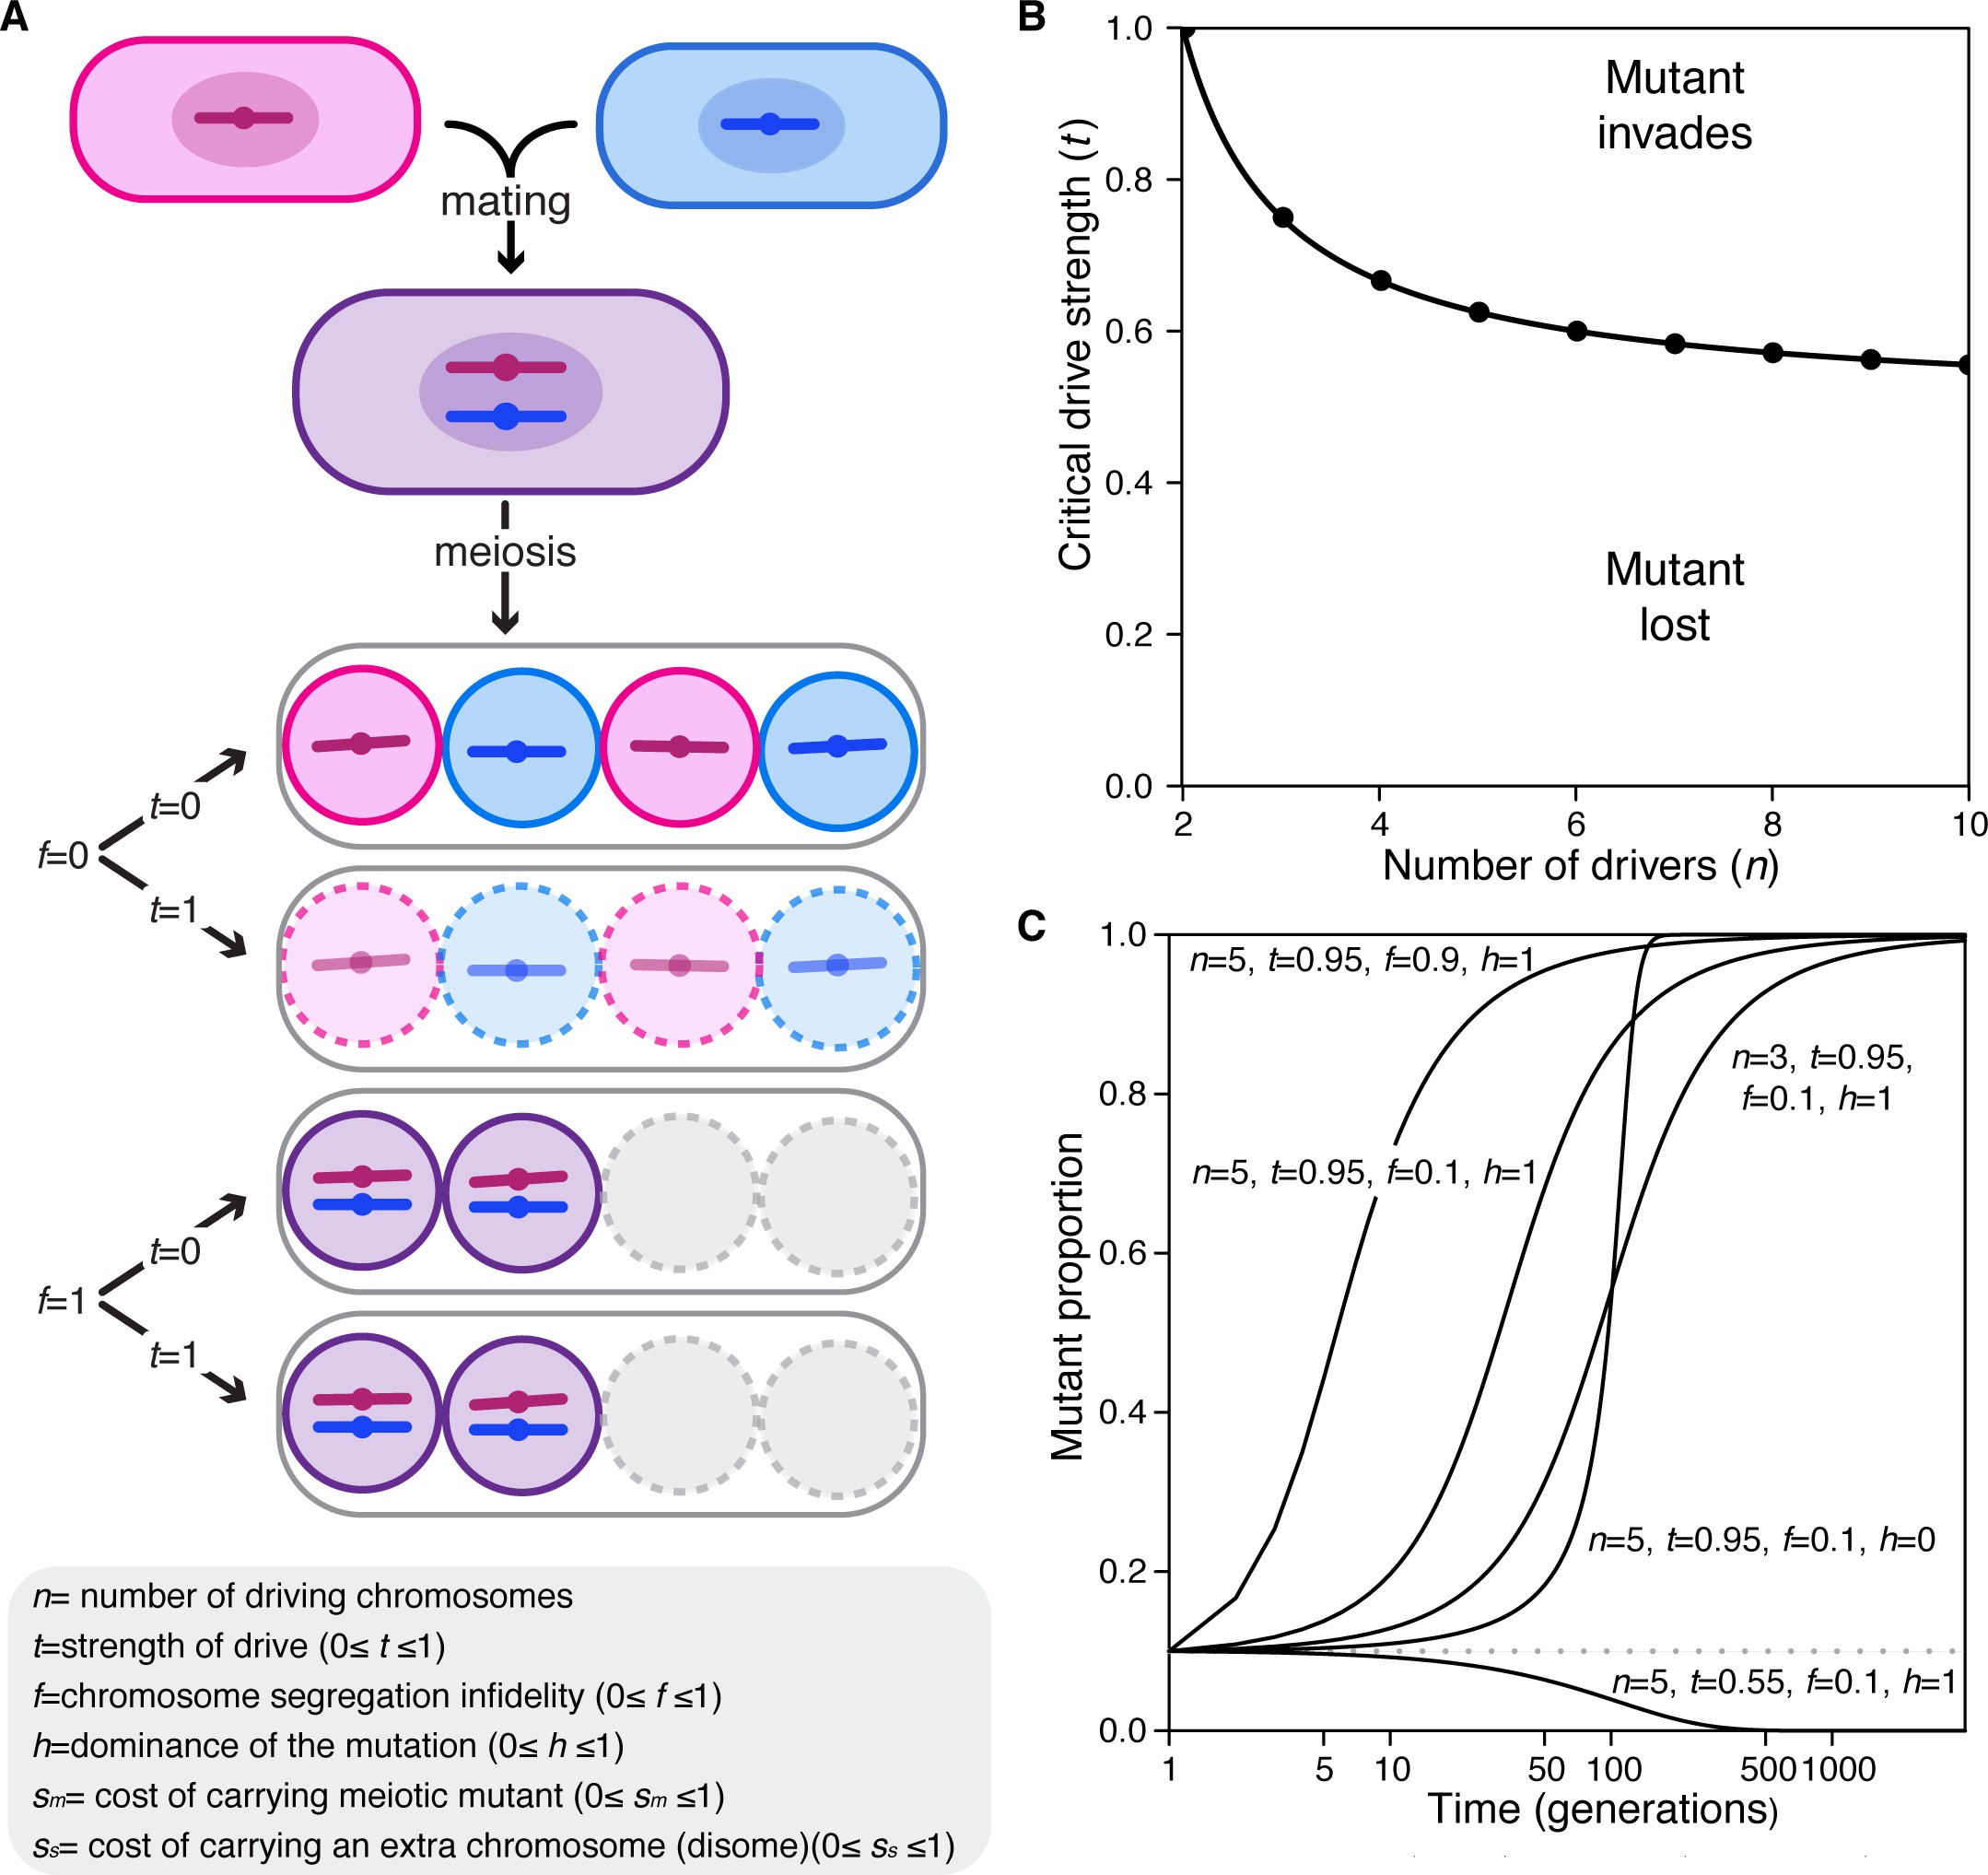 A
mating
meiosis
t=0
f=0
t=1
t=0
f=1
t=1
n= number of driving chromosomes
t=strength of drive (0≤ t ≤1)
f=chromosome segregation infidelity (0≤ f ≤1)
h=dominance of the mutation (0≤ h ≤1)
sm= cost of carrying meiotic mutant (0≤ sm ≤1)
ss= cost of carrying an extra chromosome (disome)(0≤ ss ≤1)
B
Critical drive strength (t)
1.0
0.8
0.6
0.4
0.2
0.0
Mutant
invades
Mutant
lost
2 4 6 8 10
Number of drivers (n)
C
Mutant proportion
1.0
0.8
0.6
0.4
0.2
0.0
n=5, t=0.95, f=0.9, h=1
n=3, t=0.95,
f=0.1, h=1
n=5, t=0.95, f=0.1, h=1
n=5, t=0.95, f=0.1, h=0
n=5, t=0.55, f=0.1, h=1
1 5 10 50 100 500 1000
Time (generations)